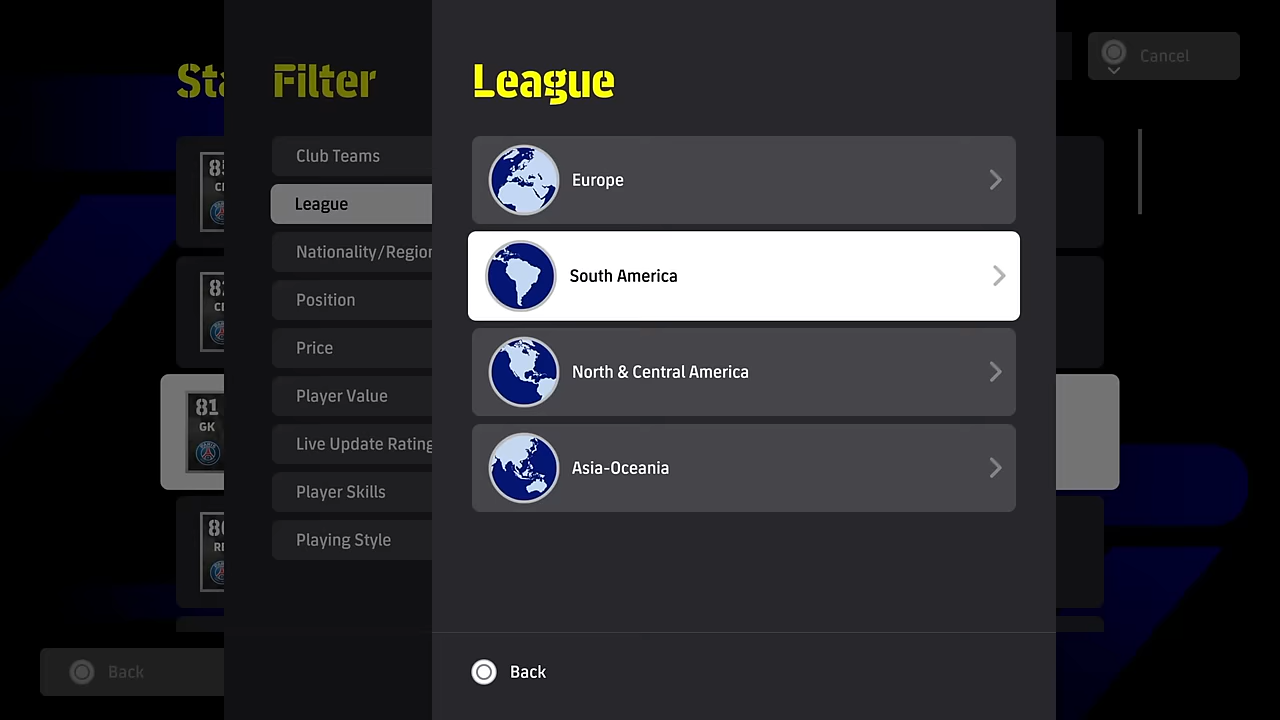 Sta
Filter
League
Cancel
Club Teams
League
Nationality/Region
Position
Price
Player Value
Live Update Rating
Player Skills
Playing Style
Europe
South America
North & Central America
Asia-Oceania
81
GK
Back
Back